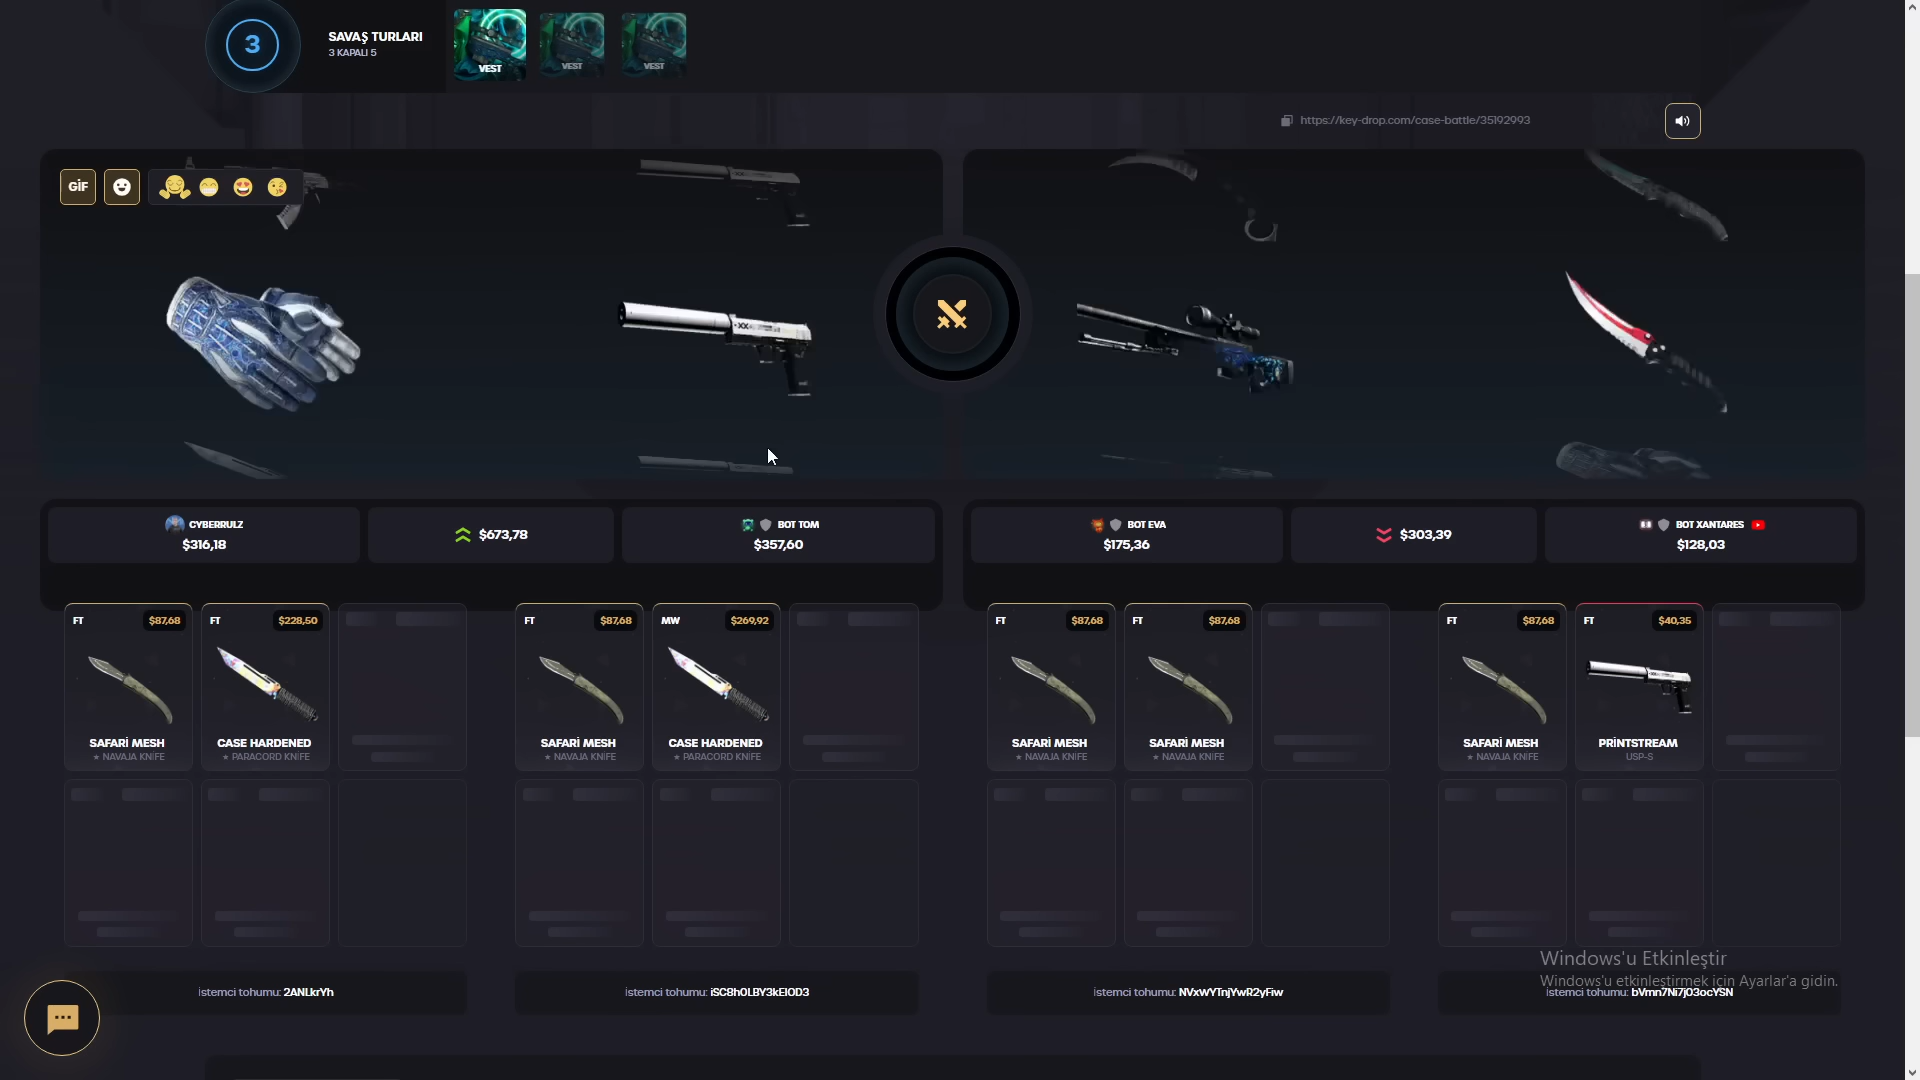 3
SAVAŞ TURLARI
3 KAPALI 5
VEST
VEST
VEST
https://key-drop.com/case-battle/35192993
GİF
CYBERRULZ
$316,18
$673,78
BOT TOM
$357,60
BOT EVA
$175,36
$303,39
BOT XANTARES
$128,03
FT $87,68
SAFARİ MESH
★ NAVAJA KNIFE
FT $228,50
CASE HARDENED
★ PARACORD KNIFE
FT $87,68
SAFARİ MESH
★ NAVAJA KNIFE
MW $269,92
CASE HARDENED
★ PARACORD KNIFE
FT $87,68
SAFARİ MESH
★ NAVAJA KNIFE
FT $87,68
SAFARİ MESH
★ NAVAJA KNIFE
FT $87,68
SAFARİ MESH
★ NAVAJA KNIFE
FT $40,35
PRİNTSTREAM
USP-S
Windows'u Etkinleştir
Windows'u etkinleştirmek için Ayarlar'a gidin.
İstemci tohumu: 2ANLkrYh
İstemci tohumu: iSC8h0LBY3kEIOD3
İstemci tohumu: NVxWYTnjYwR2yFiw
İstemci tohumu: bVmn7Ni7j03ocYSN